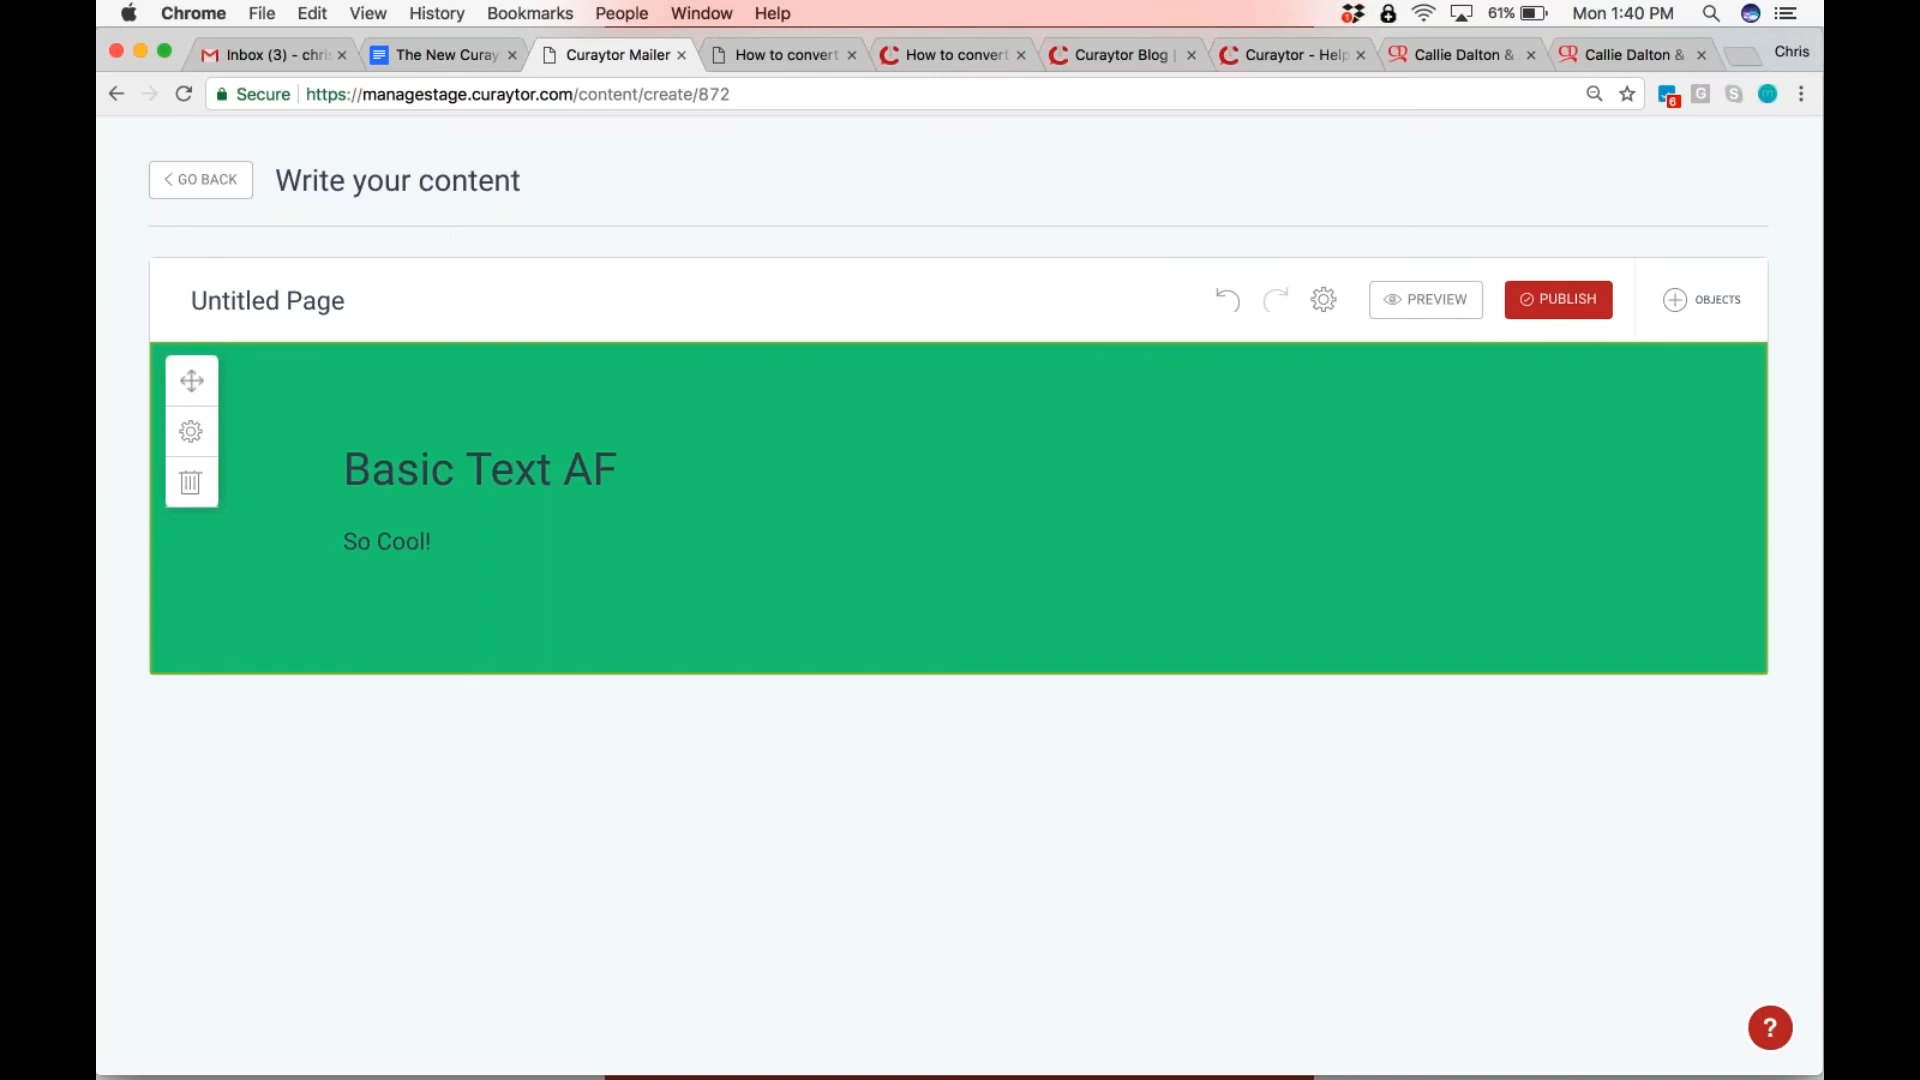 Chrome File Edit View History Bookmarks People Window Help 61% Mon 1:40 PM
Inbox (3) - chri The New Curay Curaytor Mailer How to convert How to convert Curaytor Blog | Curaytor - Help Callie Dalton & Callie Dalton & Chris
Secure https://managestage.curaytor.com/content/create/872 6 G S
GO BACK Write your content
Untitled Page PREVIEW PUBLISH OBJECTS
Basic Text AF
So Cool!
?